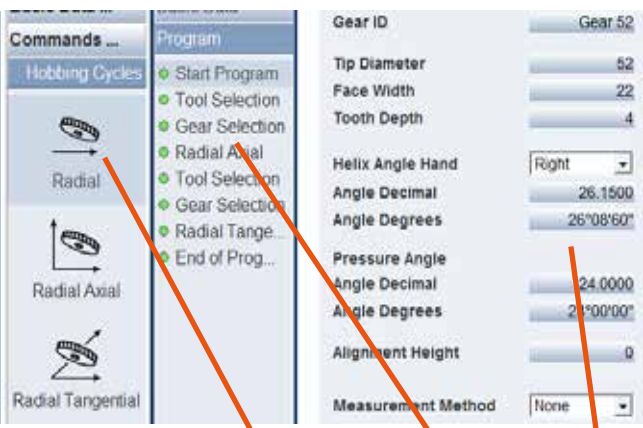 Commands ...
Hobbing Cycles
Radial
Radial Axial
Radial Tangential
Program
Start Program
Tool Selection
Gear Selection
Radial Axial
Tool Selection
Gear Selection
Radial Tange...
End of Prog...
Gear ID Gear 52
Tip Diameter 52
Face Width 22
Tooth Depth 4
Helix Angle Hand Right
Angle Decimal 26.1500
Angle Degrees 26°08'60"
Pressure Angle
Angle Decimal 24.0000
Angle Degrees
Alignment Height 0
Measurement Method None